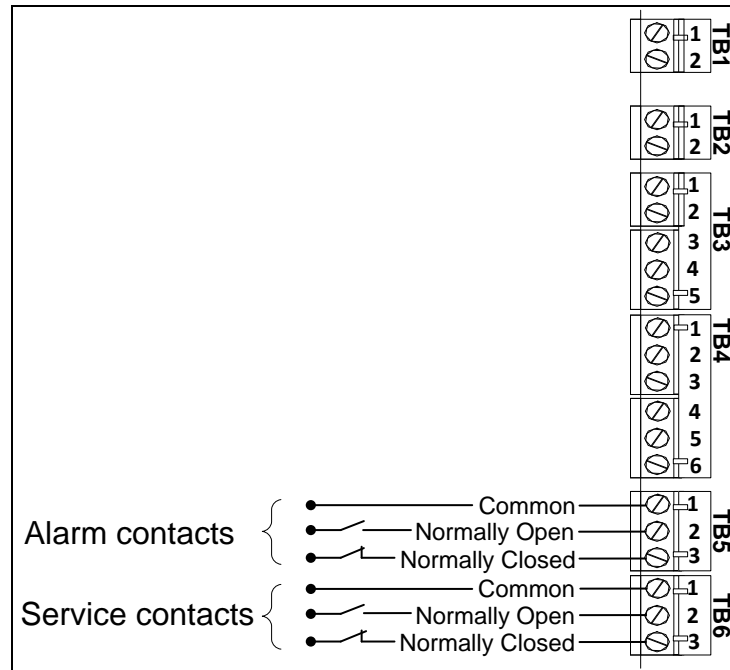 1
2
TB1
1
2
TB2
1
2
3
4
5
TB3
1
2
3
4
5
6
TB4
Alarm contacts
Common
1
Normally Open
2
Normally Closed
3
TB5
Service contacts
Common
1
Normally Open
2
Normally Closed
3
TB6